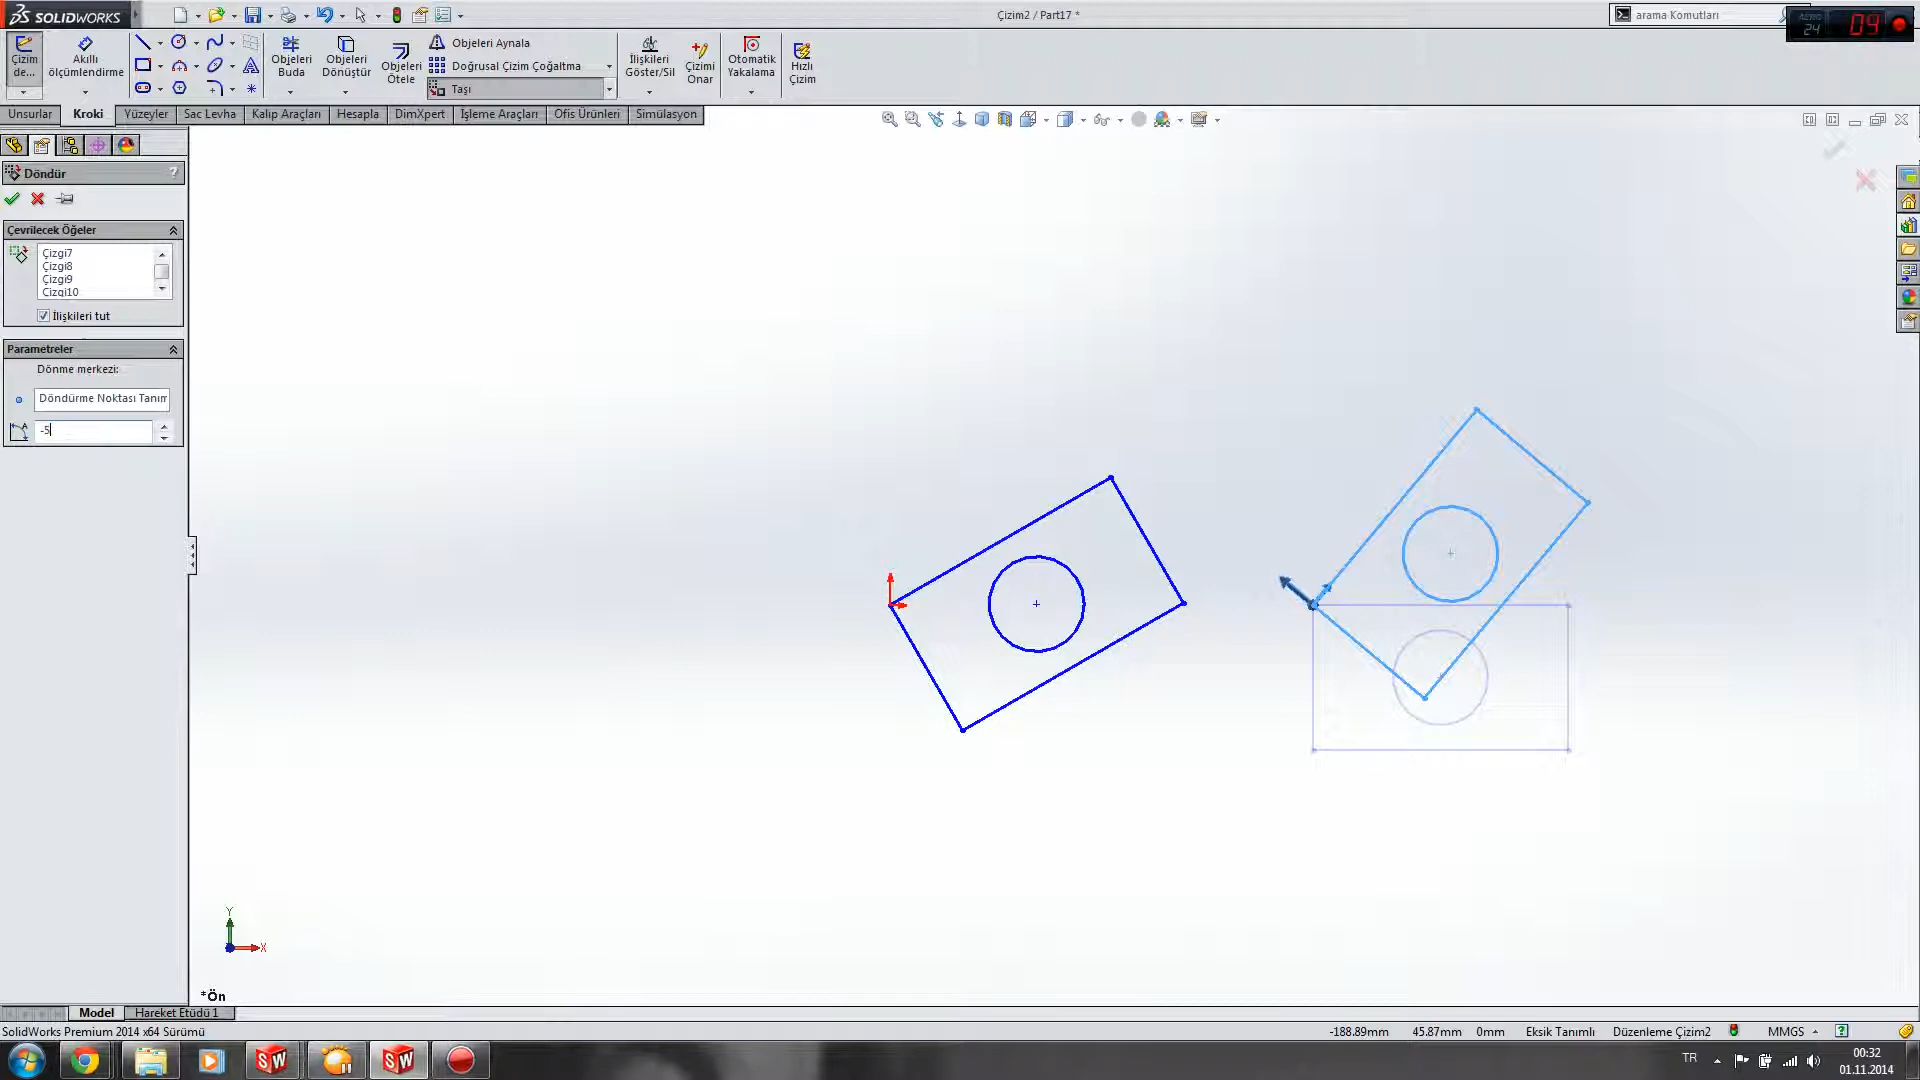 SOLIDWORKS
Çizim2 / Part17 *
arama Komutları
24
09
Çizim de...
Akıllı ölçümlendirme
Objeleri Buda
Objeleri Dönüştür
Objeleri Ötele
Objeleri Aynala
Doğrusal Çizim Çoğaltma
Taşı
İlişkileri Göster/Sil
Çizimi Onar
Otomatik Yakalama
Hızlı Çizim
Unsurlar
Kroki
Yüzeyler
Sac Levha
Kalıp Araçları
Hesapla
DimXpert
İşleme Araçları
Ofis Ürünleri
Simülasyon
Döndür
?
Çevrilecek Öğeler
Çizgi7
Çizgi8
Çizgi9
Çizgi10
İlişkileri tut
Parametreler
Dönme merkezi:
Döndürme Noktası Tanım
-5
Y
X
*Ön
Model
Hareket Etüdü 1
SolidWorks Premium 2014 x64 Sürümü
-188.89mm
45.87mm
0mm
Eksik Tanımlı
Düzenleme Çizim2
MMGS
TR
00:32
01.11.2014